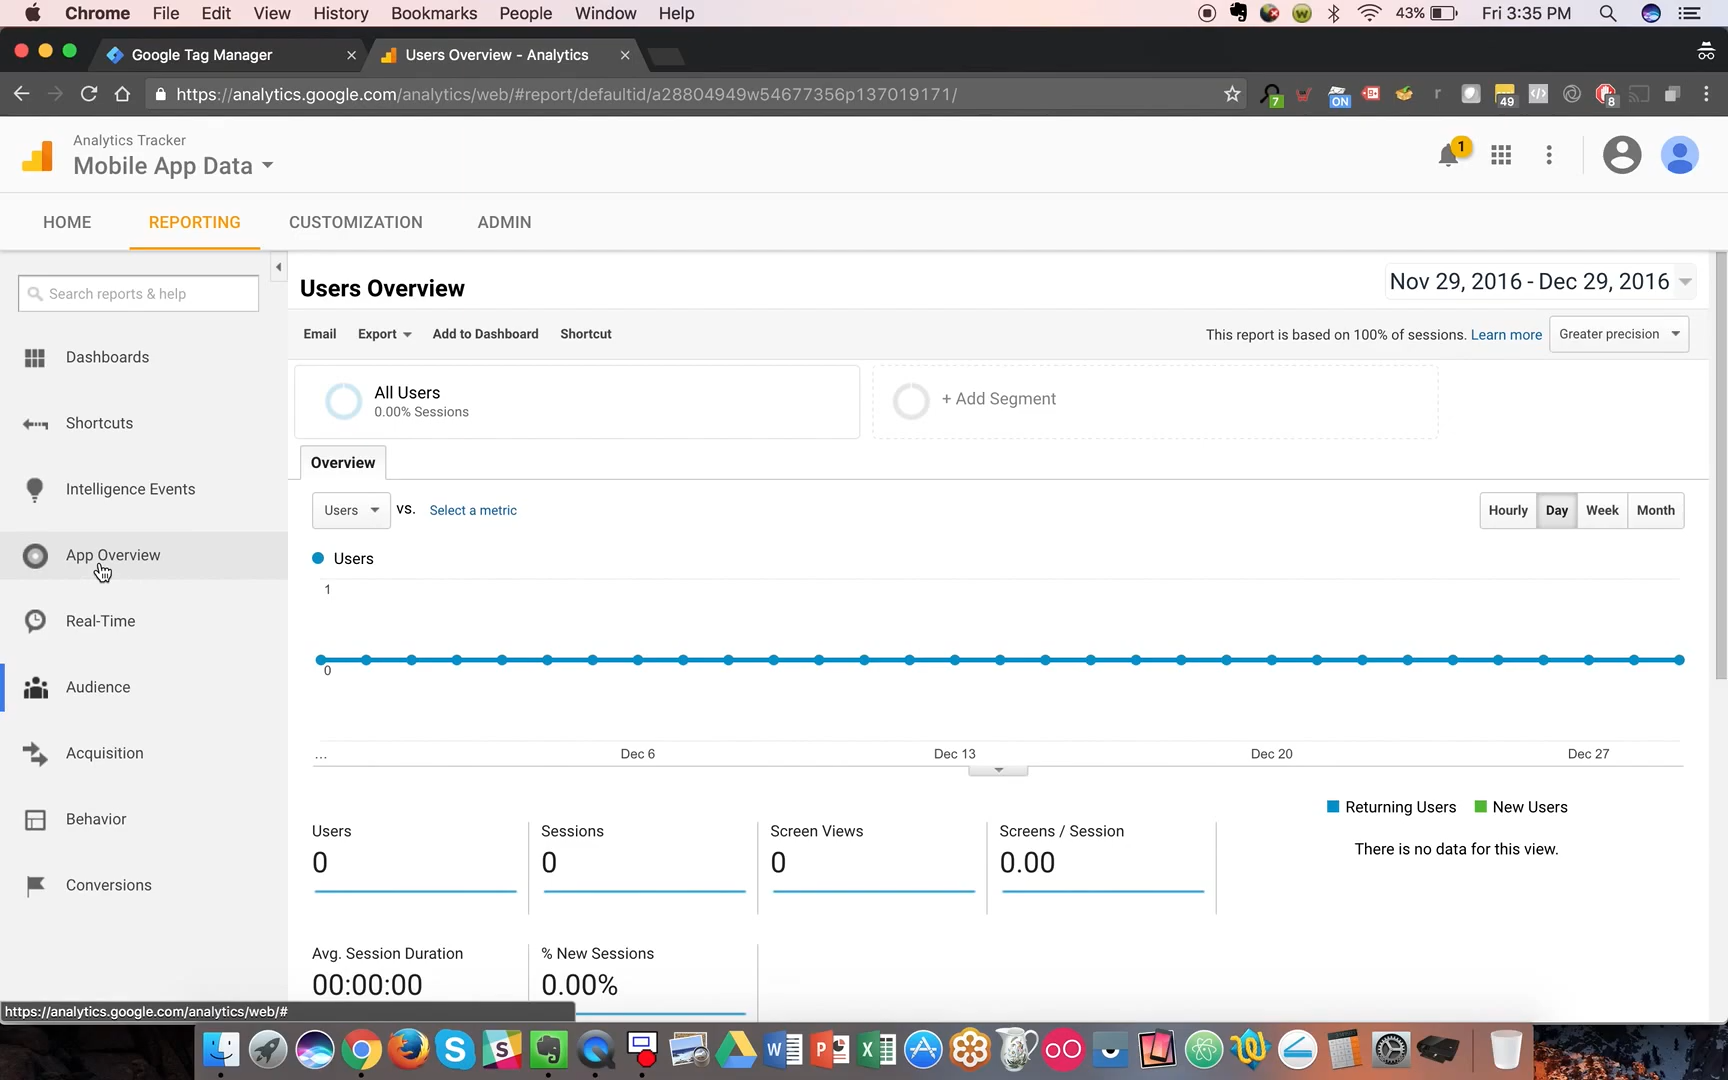 Chrome File Edit View History Bookmarks People Window Help 43% Fri 3:35 PM
Google Tag Manager Users Overview - Analytics
https://analytics.google.com/analytics/web/#report/defaultid/a28804949w54677356p137019171/ 7 ON 49 8
Analytics Tracker
Mobile App Data
1
HOME REPORTING CUSTOMIZATION ADMIN
Search reports & help
Dashboards
Shortcuts
Intelligence Events
App Overview
Real-Time
Audience
Acquisition
Behavior
Conversions
Users Overview
Nov 29, 2016 - Dec 29, 2016
Email Export Add to Dashboard Shortcut
This report is based on 100% of sessions. Learn more Greater precision
All Users
0.00% Sessions
+ Add Segment
Overview
Users vs. Select a metric
Hourly Day Week Month
Users
1
0
... Dec 6 Dec 13 Dec 20 Dec 27
Returning Users New Users
There is no data for this view.
Users Sessions Screen Views Screens / Session
0 0 0 0.00
Avg. Session Duration % New Sessions
00:00:00 0.00%
https://analytics.google.com/analytics/web/#